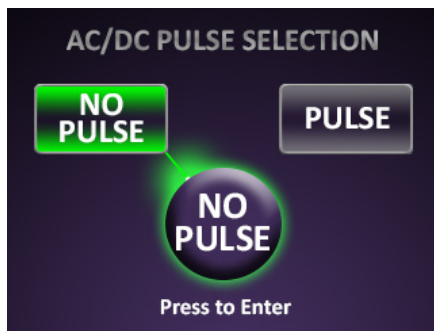 AC/DC PULSE SELECTION
NO
PULSE
PULSE
NO
PULSE
Press to Enter